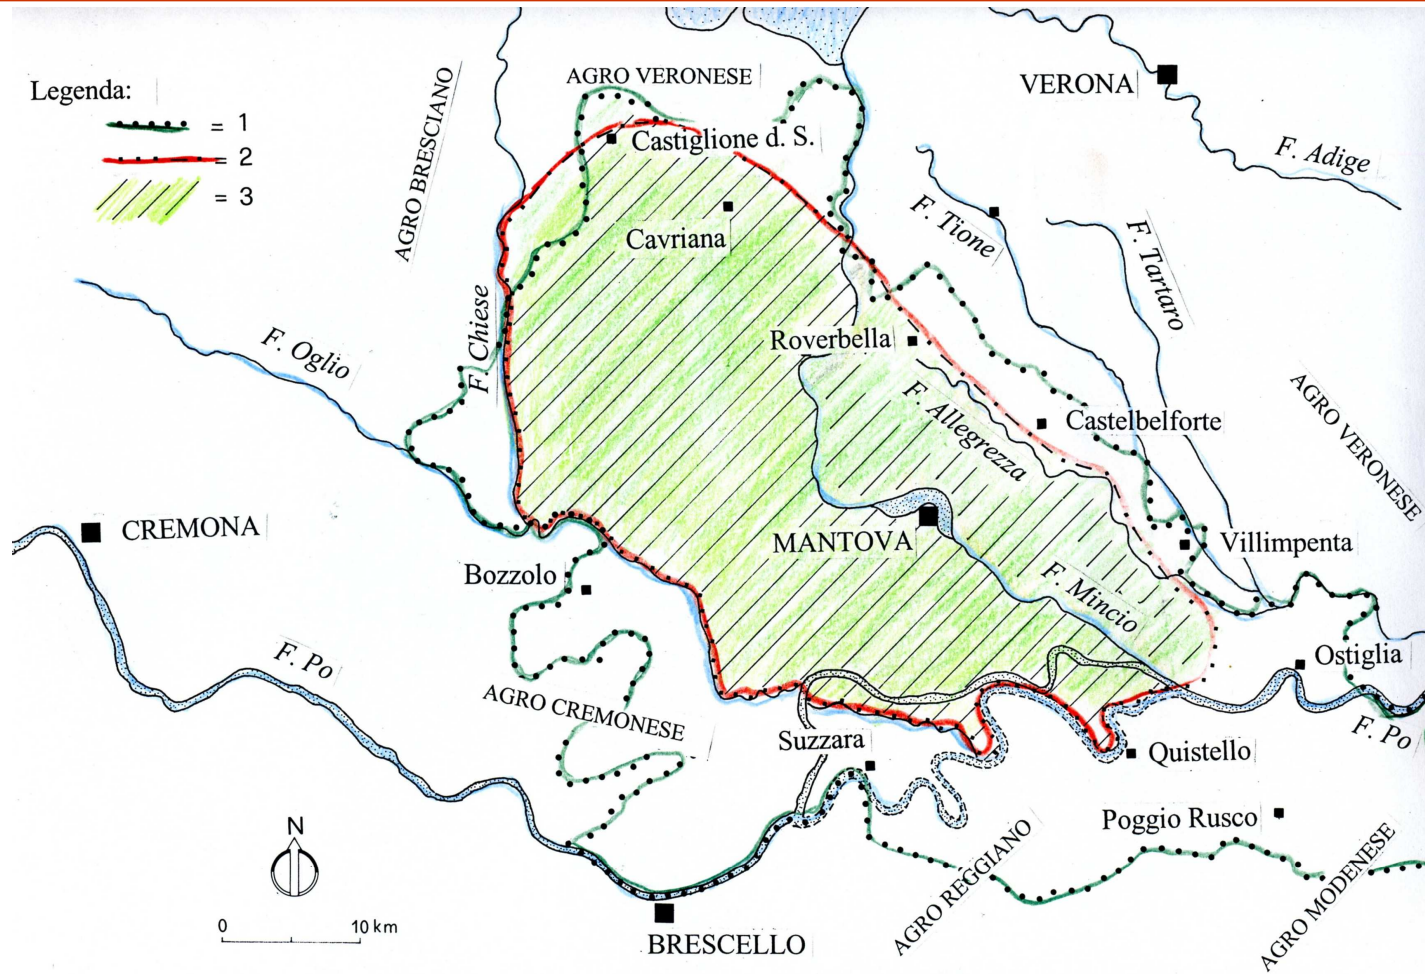 Legenda:
= 1
= 2
= 3
AGRO BRESCIANO
AGRO VERONESE
VERONA
F. Adige
Castiglione d. S.
Cavriana
F. Tione
F. Tartaro
F. Chiese
F. Oglio
Roverbella
F. Allegrezza
Castelbelforte
AGRO VERONESE
CREMONA
MANTOVA
Villimpenta
Bozzolo
F. Mincio
F. Po
Ostiglia
AGRO CREMONESE
F. Po
Suzzara
Quistello
Poggio Rusco
AGRO REGGIANO
AGRO MODENESE
N
0 10 km
BRESCELLO